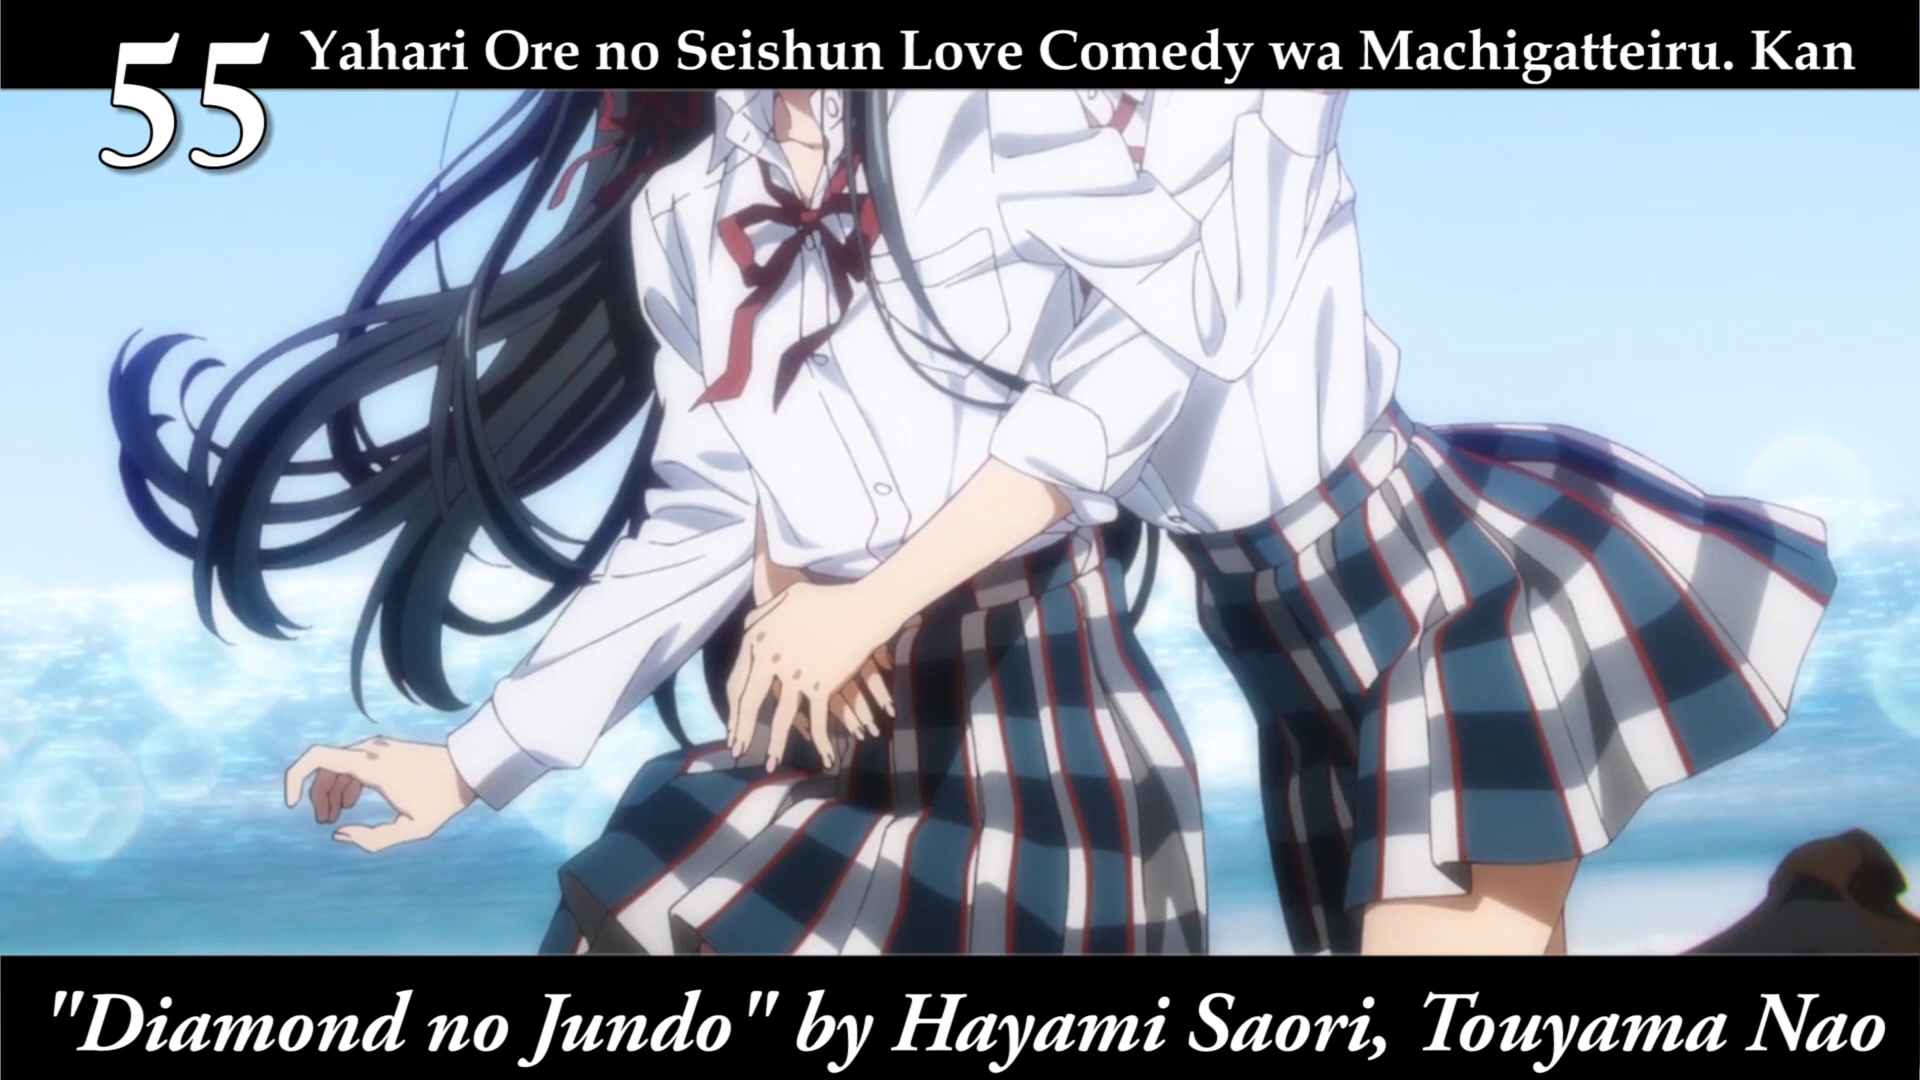 55
Yahari Ore no Seishun Love Comedy wa Machigatteiru. Kan
"Diamond no Jundo" by Hayami Saori, Touyama Nao